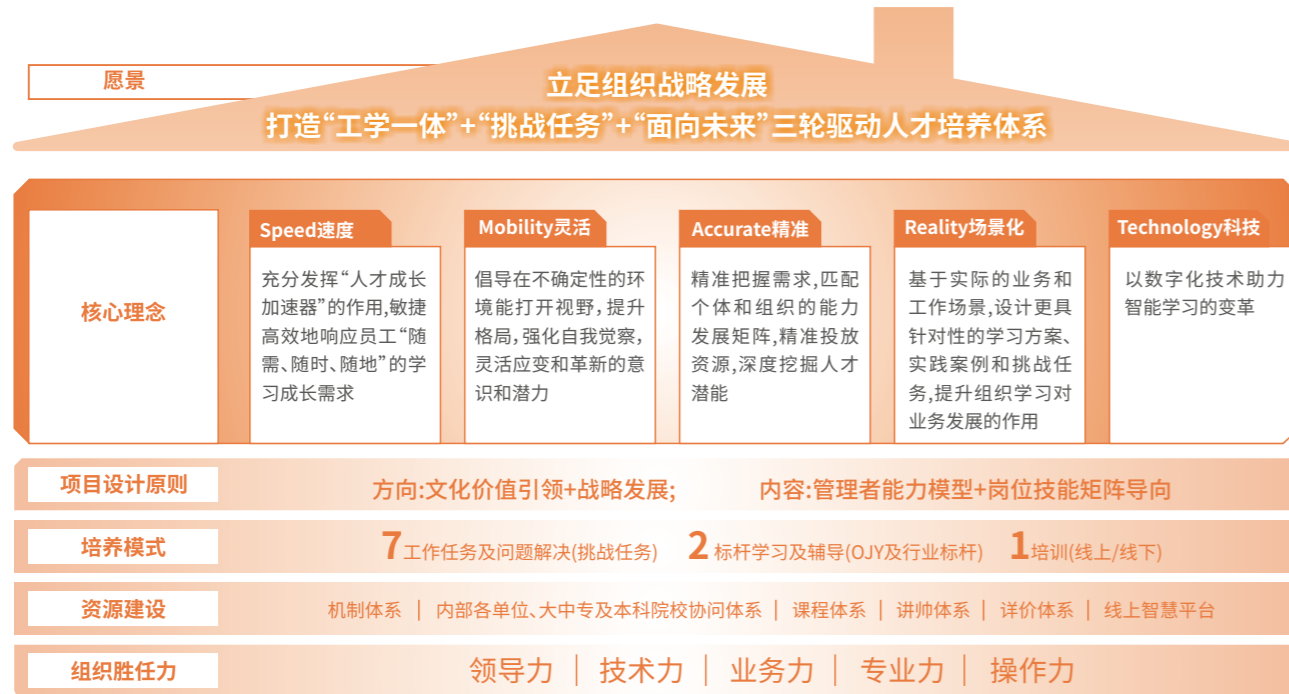 愿景
立足组织战略发展
打造“工学一体”+“挑战任务”+“面向未来”三轮驱动人才培养体系
核心理念
Speed速度
充分发挥“人才成长
加速器”的作用,敏捷
高效地响应员工“随
需、随时、随地”的学
习成长需求
Mobility灵活
倡导在不确定性的环
境能打开视野，提升
格局，强化自我觉察，
灵活应变和革新的意
识和潜力
Accurate精准
精准把握需求,匹配
个体和组织的能力
发展矩阵,精准投放
资源,深度挖掘人才
潜能
Reality场景化
基于实际的业务和
工作场景,设计更具
针对性的学习方案、
实践案例和挑战任
务,提升组织学习对
业务发展的作用
Technology科技
以数字化技术助力
智能学习的变革
项目设计原则
方向:文化价值引领+战略发展; 内容:管理者能力模型+岗位技能矩阵导向
培养模式
7工作任务及问题解决(挑战任务) 2 标杆学习及辅导(OJY及行业标杆) 1培训(线上/线下)
资源建设
机制体系 | 内部各单位、大中专及本科院校协问体系 | 课程体系 | 讲帅体系 | 详价体系 | 线上智慧平台
组织胜任力
领导力 | 技术力 | 业务力 | 专业力 | 操作力